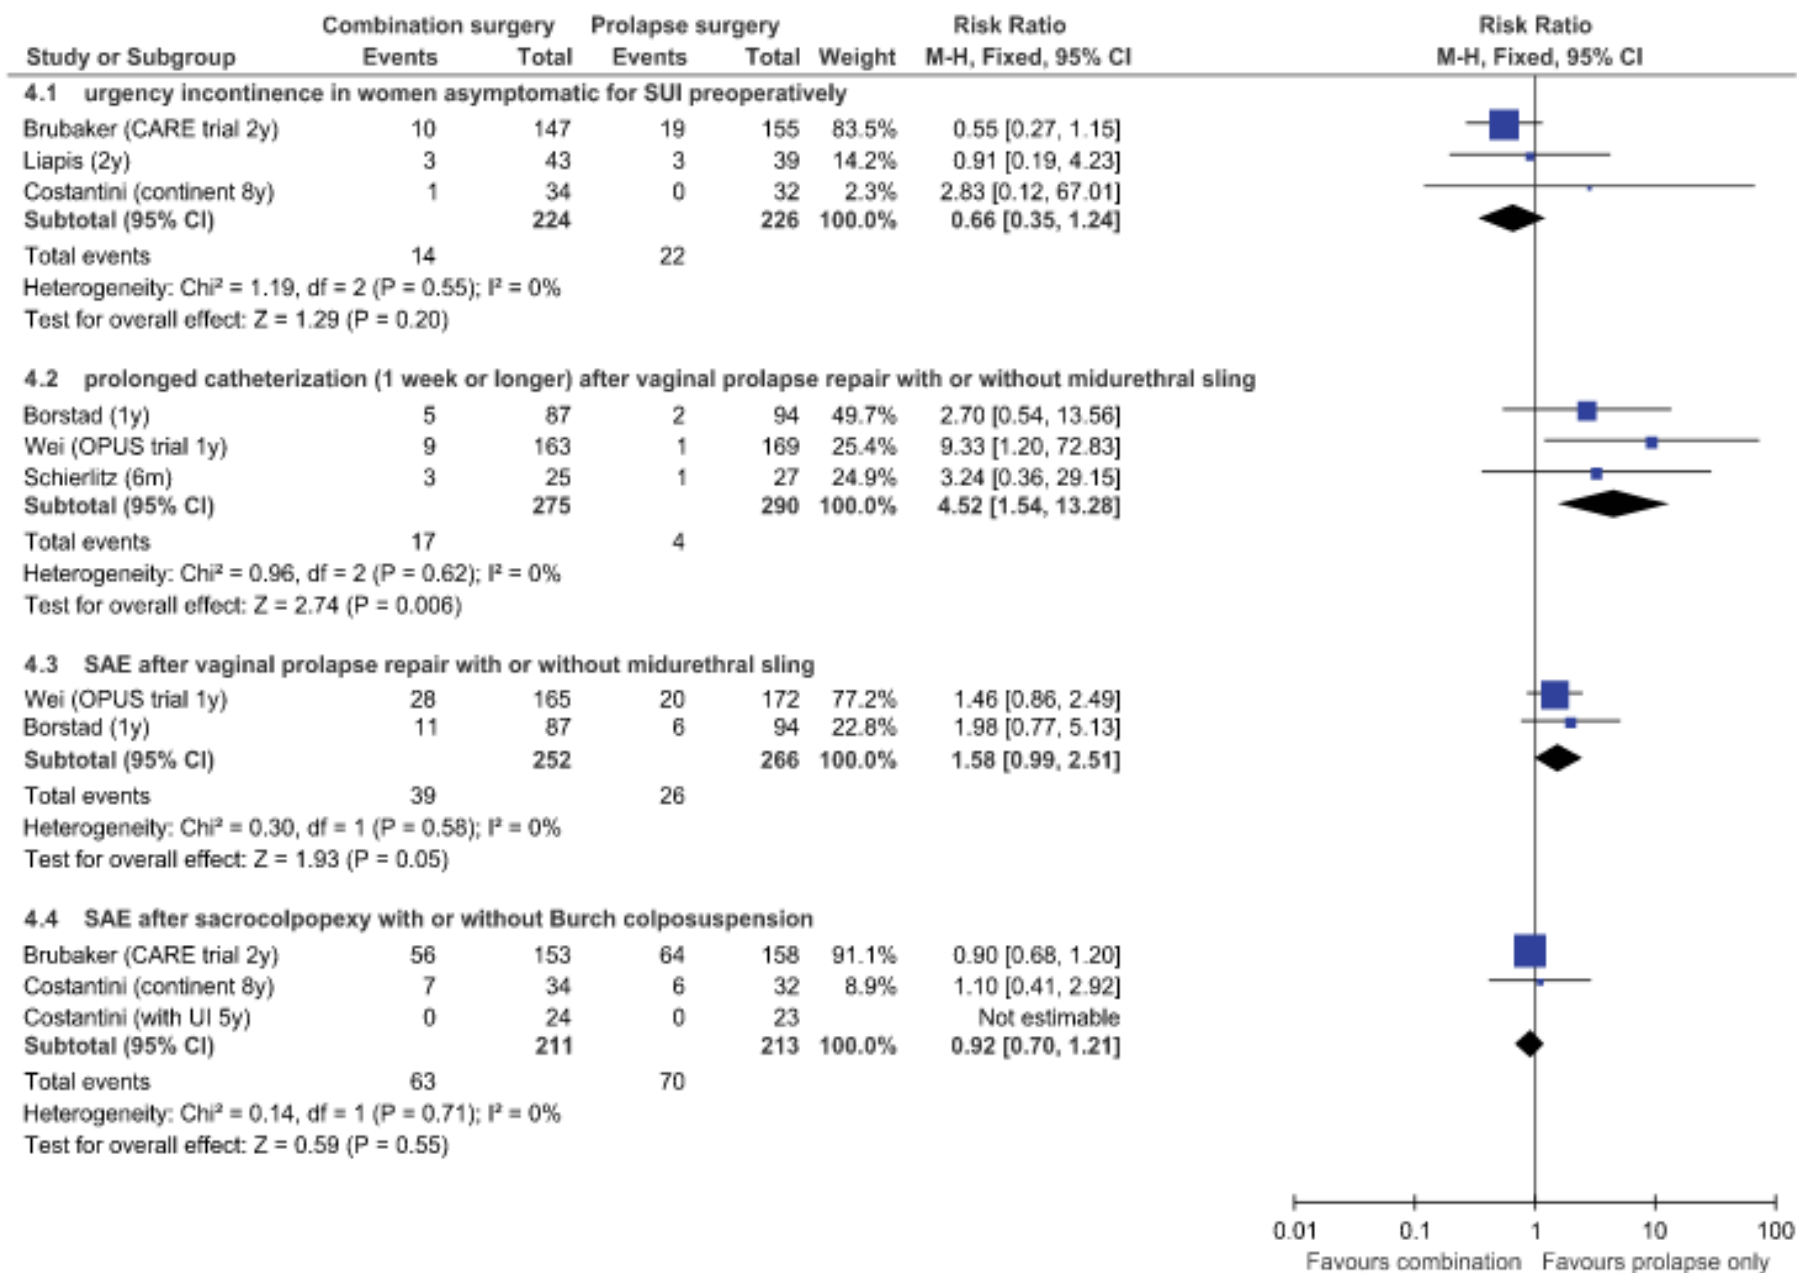 Combination surgery Prolapse surgery Risk Ratio Risk Ratio
Study or Subgroup Events Total Events Total Weight M-H, Fixed, 95% CI M-H, Fixed, 95% CI
4.1 urgency incontinence in women asymptomatic for SUI preoperatively
Brubaker (CARE trial 2y) 10 147 19 155 83.5% 0.55 [0.27, 1.15]
Liapis (2y) 3 43 3 39 14.2% 0.91 [0.19, 4.23]
Costantini (continent 8y) 1 34 0 32 2.3% 2.83 [0.12, 67.01]
Subtotal (95% CI) 224 226 100.0% 0.66 [0.35, 1.24]
Total events 14 22
Heterogeneity: Chi² = 1.19, df = 2 (P = 0.55); I² = 0%
Test for overall effect: Z = 1.29 (P = 0.20)
4.2 prolonged catheterization (1 week or longer) after vaginal prolapse repair with or without midurethral sling
Borstad (1y) 5 87 2 94 49.7% 2.70 [0.54, 13.56]
Wei (OPUS trial 1y) 9 163 1 169 25.4% 9.33 [1.20, 72.83]
Schierlitz (6m) 3 25 1 27 24.9% 3.24 [0.36, 29.15]
Subtotal (95% CI) 275 290 100.0% 4.52 [1.54, 13.28]
Total events 17 4
Heterogeneity: Chi² = 0.96, df = 2 (P = 0.62); I² = 0%
Test for overall effect: Z = 2.74 (P = 0.006)
4.3 SAE after vaginal prolapse repair with or without midurethral sling
Wei (OPUS trial 1y) 28 165 20 172 77.2% 1.46 [0.86, 2.49]
Borstad (1y) 11 87 6 94 22.8% 1.98 [0.77, 5.13]
Subtotal (95% CI) 252 266 100.0% 1.58 [0.99, 2.51]
Total events 39 26
Heterogeneity: Chi² = 0.30, df = 1 (P = 0.58); I² = 0%
Test for overall effect: Z = 1.93 (P = 0.05)
4.4 SAE after sacrocolpopexy with or without Burch colposuspension
Brubaker (CARE trial 2y) 56 153 64 158 91.1% 0.90 [0.68, 1.20]
Costantini (continent 8y) 7 34 6 32 8.9% 1.10 [0.41, 2.92]
Costantini (with UI 5y) 0 24 0 23 Not estimable
Subtotal (95% CI) 211 213 100.0% 0.92 [0.70, 1.21]
Total events 63 70
Heterogeneity: Chi² = 0.14, df = 1 (P = 0.71); I² = 0%
Test for overall effect: Z = 0.59 (P = 0.55)
0.01 0.1 1 10 100
Favours combination Favours prolapse only